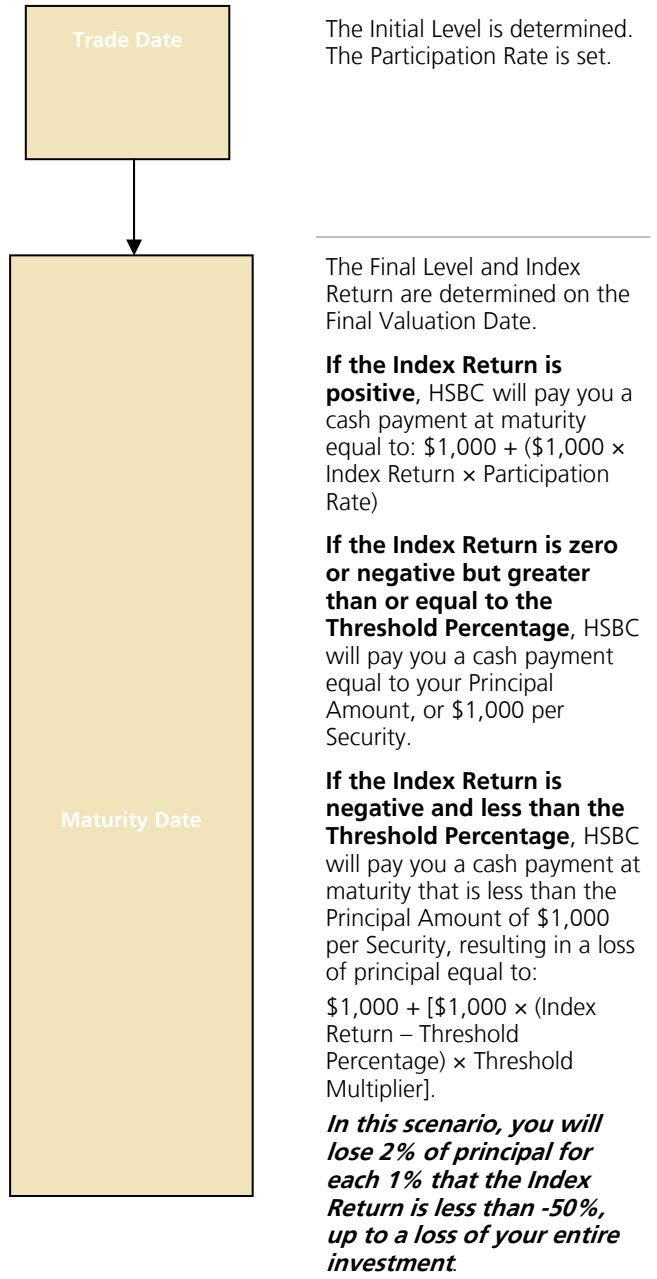 Trade Date
The Initial Level is determined.
The Participation Rate is set.
The Final Level and Index
Return are determined on the
Final Valuation Date.
If the Index Return is
positive, HSBC will pay you a
cash payment at maturity
equal to: $1,000 + ($1,000 ×
Index Return × Participation
Rate)
If the Index Return is zero
or negative but greater
than or equal to the
Threshold Percentage, HSBC
will pay you a cash payment
equal to your Principal
Amount, or $1,000 per
Security.
Maturity Date
If the Index Return is
negative and less than the
Threshold Percentage, HSBC
will pay you a cash payment at
maturity that is less than the
Principal Amount of $1,000
per Security, resulting in a loss
of principal equal to:
$1,000 + [$1,000 × (Index
Return – Threshold
Percentage) × Threshold
Multiplier].
In this scenario, you will
lose 2% of principal for
each 1% that the Index
Return is less than -50%,
up to a loss of your entire
investment.